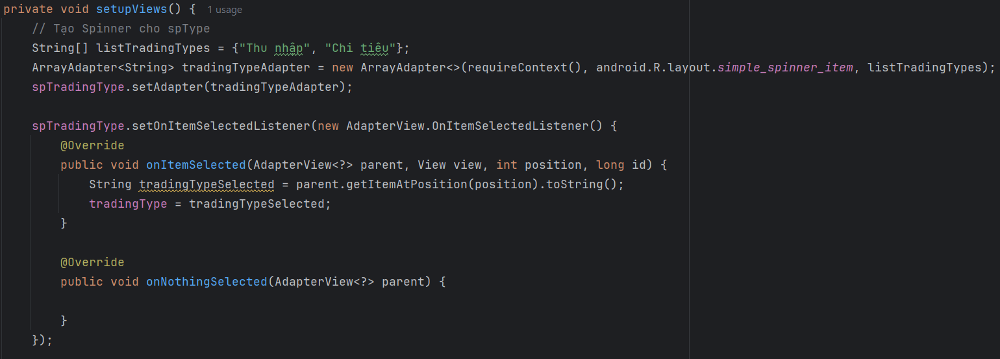 private void setupViews() { 1 usage
// Tạo Spinner cho spType
String[] listTradingTypes = {"Thu nhập", "Chi tiêu"};
ArrayAdapter<String> tradingTypeAdapter = new ArrayAdapter<>(requireContext(), android.R.layout.simple_spinner_item, listTradingTypes);
spTradingType.setAdapter(tradingTypeAdapter);
spTradingType.setOnItemSelectedListener(new AdapterView.OnItemSelectedListener() {
@Override
public void onItemSelected(AdapterView<?> parent, View view, int position, long id) {
String tradingTypeSelected = parent.getItemAtPosition(position).toString();
tradingType = tradingTypeSelected;
}
@Override
public void onNothingSelected(AdapterView<?> parent) {
}
});